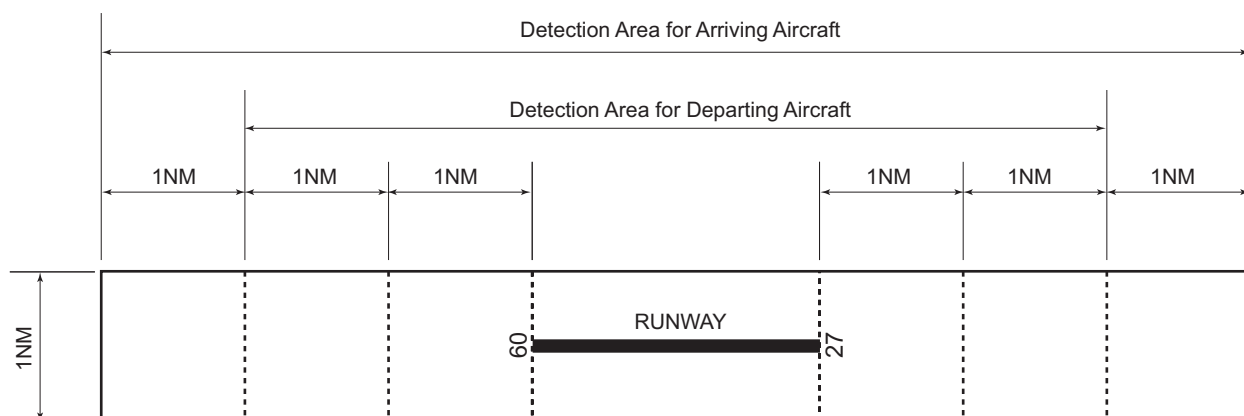 Detection Area for Arriving Aircraft
Detection Area for Departing Aircraft
1NM 1NM 1NM 1NM 1NM 1NM
1NM
RUNWAY
09 27